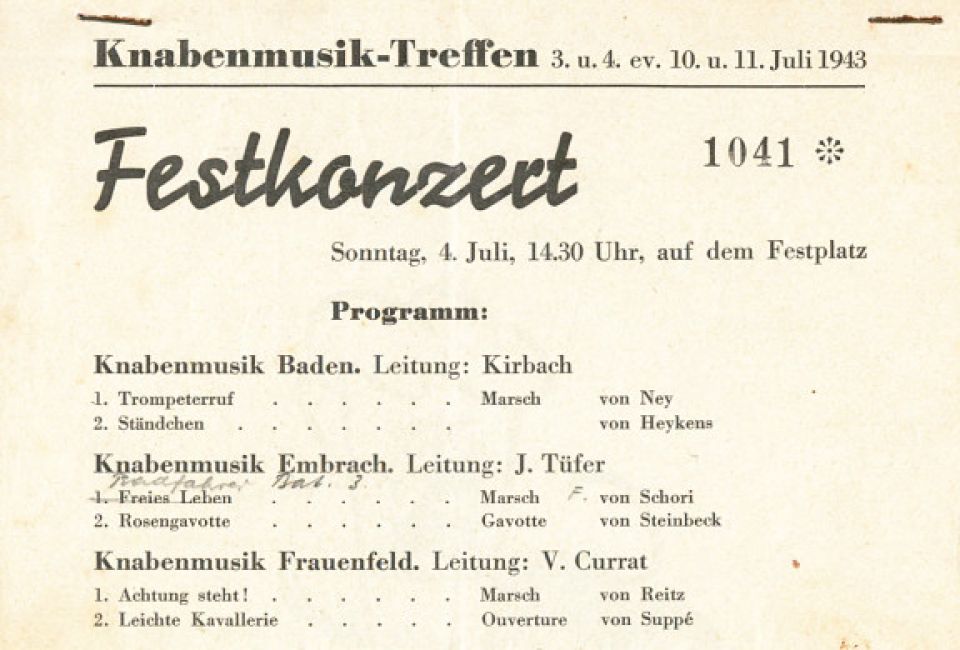 Knabenmusik-Treffen 3. u. 4. ev. 10. u. 11. Juli 1943
Festkonzert
1041 ❊
Sonntag, 4. Juli, 14.30 Uhr, auf dem Festplatz
Programm:
Knabenmusik Baden. Leitung: Kirbach
1. Trompeterruf . . . . . . Marsch von Ney
2. Ständchen . . . . . . . von Heykens
Knabenmusik Embrach. Leitung: J. Tüfer
Radfahrer Bat. 3.
1. Freies Leben . . . . . . Marsch F. von Schori
2. Rosengavotte . . . . . . Gavotte von Steinbeck
Knabenmusik Frauenfeld. Leitung: V. Currat
1. Achtung steht! . . . . . . Marsch von Reitz
2. Leichte Kavallerie . . . . . Ouverture von Suppé